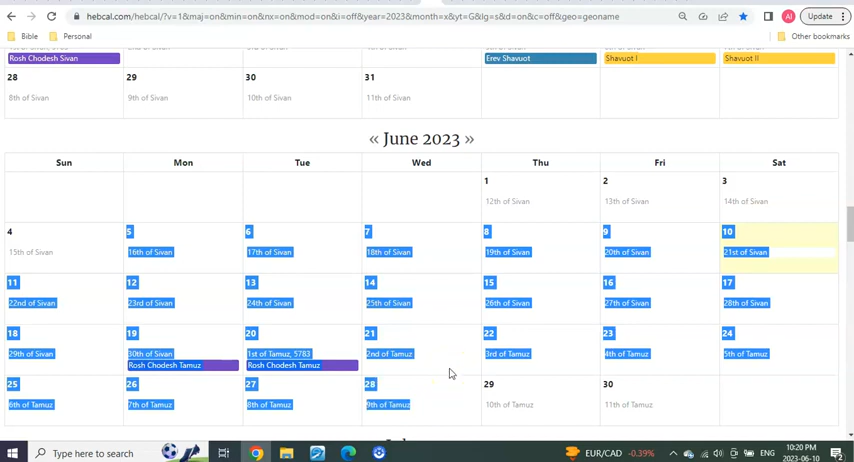 hebcal.com/hebcal/?v=1&maj=on&min=on&nx=on&mod=on&i=off&year=2023&month=x&yt=G&lg=s&d=on&c=off&geo=geoname
AI
Update
Bible
Personal
Other bookmarks
Rosh Chodesh Sivan
Erev Shavuot
Shavuot I
Shavuot II
28 29 30 31
8th of Sivan 9th of Sivan 10th of Sivan 11th of Sivan
« June 2023 »
Sun Mon Tue Wed Thu Fri Sat
1 2 3
12th of Sivan 13th of Sivan 14th of Sivan
4 5 6 7 8 9 10
15th of Sivan 16th of Sivan 17th of Sivan 18th of Sivan 19th of Sivan 20th of Sivan 21st of Sivan
11 12 13 14 15 16 17
22nd of Sivan 23rd of Sivan 24th of Sivan 25th of Sivan 26th of Sivan 27th of Sivan 28th of Sivan
18 19 20 21 22 23 24
29th of Sivan 30th of Sivan 1st of Tamuz, 5783 2nd of Tamuz 3rd of Tamuz 4th of Tamuz 5th of Tamuz
Rosh Chodesh Tamuz Rosh Chodesh Tamuz
25 26 27 28 29 30
6th of Tamuz 7th of Tamuz 8th of Tamuz 9th of Tamuz 10th of Tamuz 11th of Tamuz
Type here to search
EUR/CAD -0.39%
ENG
10:20 PM
2023-06-10
2